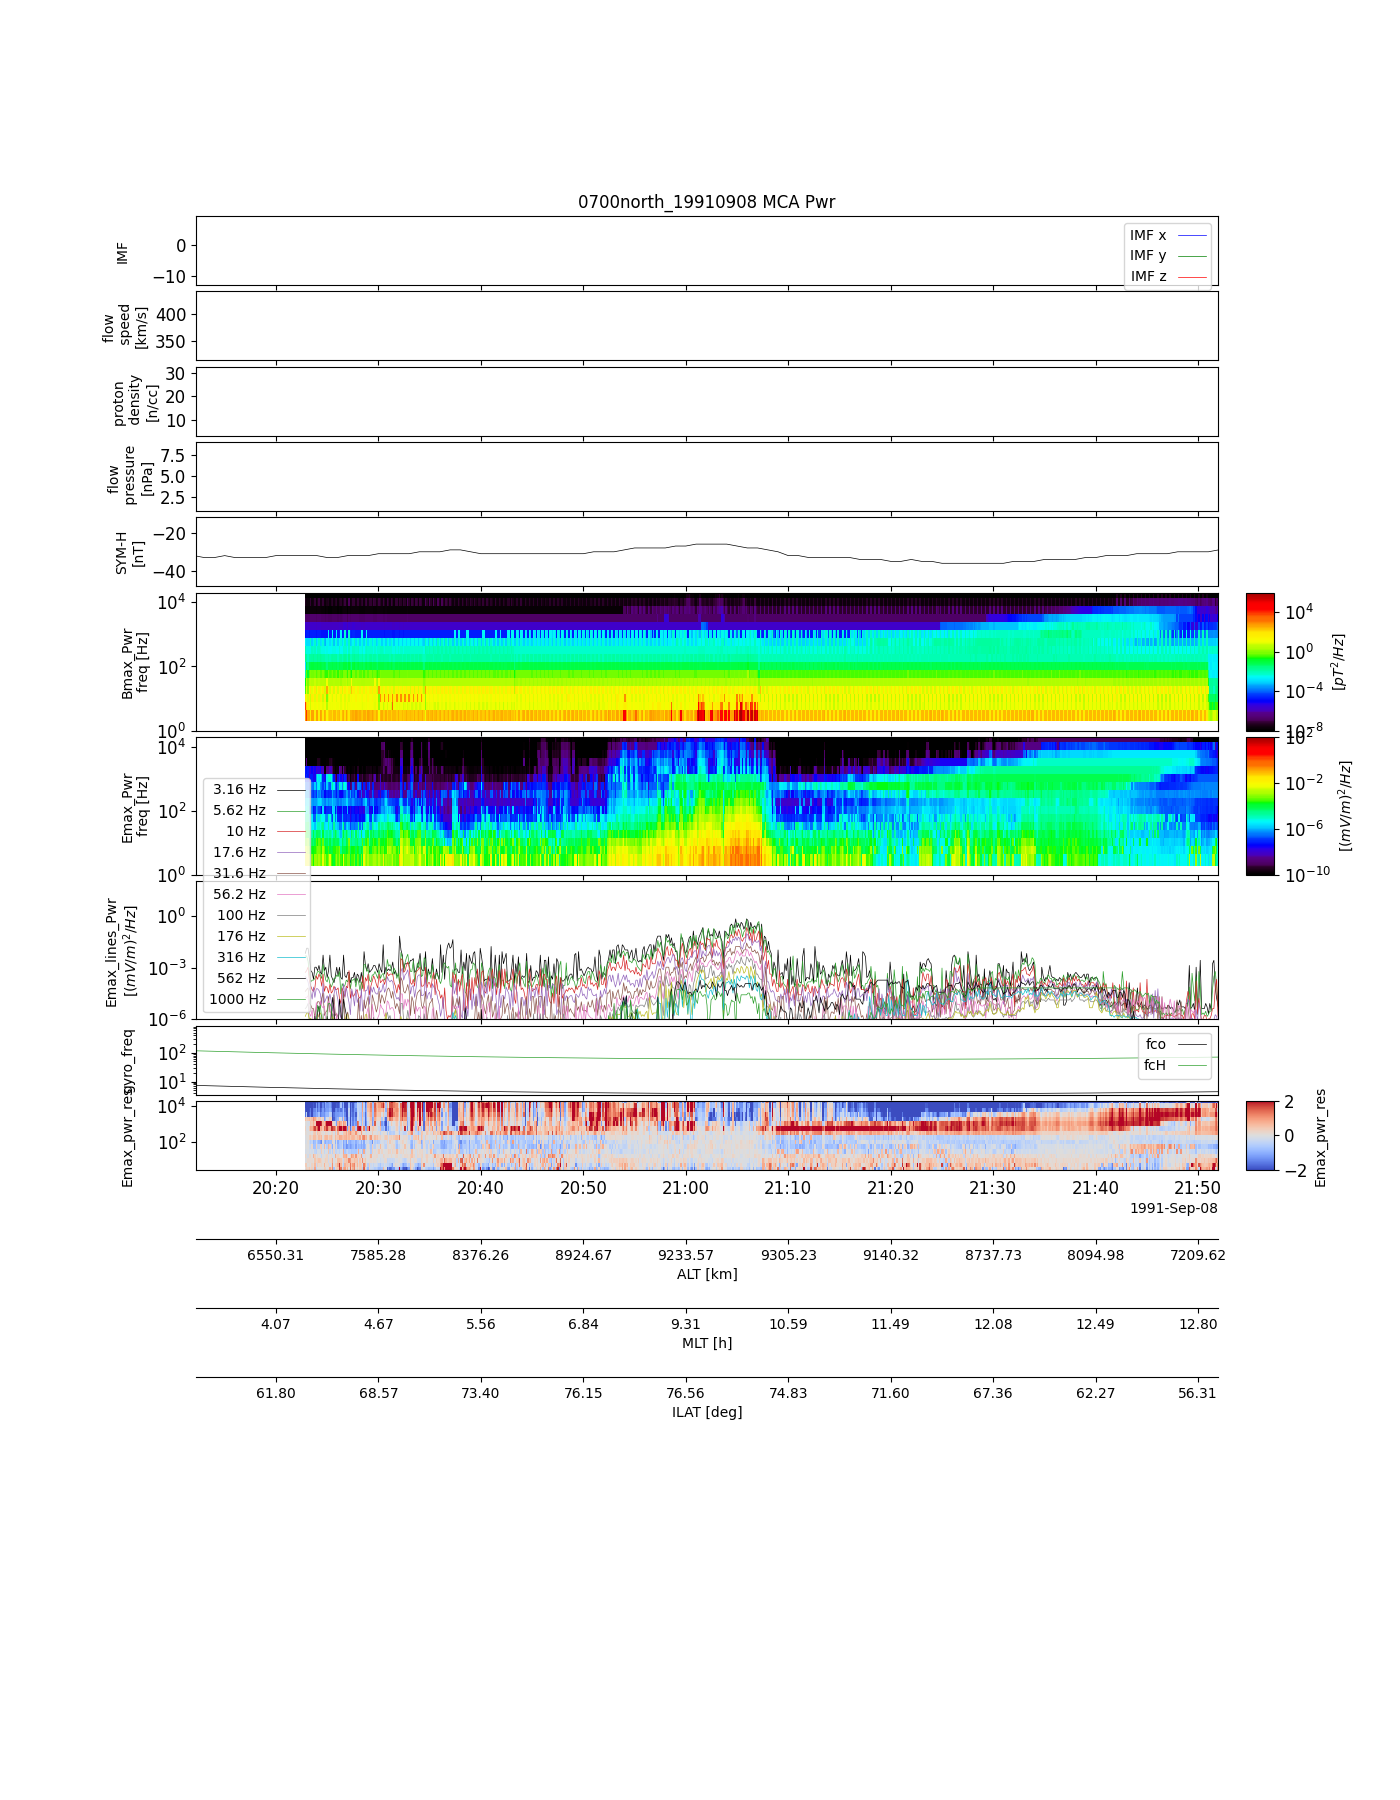 0700north_19910908 MCA Pwr
IMF
0
−10
IMF x
IMF y
IMF z
flow
speed
[km/s]
400
350
proton
density
[n/cc]
30
20
10
flow
pressure
[nPa]
7.5
5.0
2.5
SYM-H
[nT]
−20
−40
Bmax_Pwr
freq [Hz]
10^4
10^2
10^0
10^4
10^0
10^−4
10^−8
[pT^2/Hz]
Emax_Pwr
freq [Hz]
10^4
10^2
10^0
10^2
10^−2
10^−6
10^−10
[(mV/m)^2/Hz]
3.16 Hz
5.62 Hz
10 Hz
17.6 Hz
31.6 Hz
56.2 Hz
100 Hz
176 Hz
316 Hz
562 Hz
1000 Hz
Emax_lines_Pwr
[(mV/m)^2/Hz]
10^0
10^−3
10^−6
gyro_freq
10^2
10^1
fco
fcH
Emax_pwr_res
10^4
10^2
2
0
−2
Emax_pwr_res
20:20 20:30 20:40 20:50 21:00 21:10 21:20 21:30 21:40 21:50
1991-Sep-08
6550.31 7585.28 8376.26 8924.67 9233.57 9305.23 9140.32 8737.73 8094.98 7209.62
ALT [km]
4.07 4.67 5.56 6.84 9.31 10.59 11.49 12.08 12.49 12.80
MLT [h]
61.80 68.57 73.40 76.15 76.56 74.83 71.60 67.36 62.27 56.31
ILAT [deg]